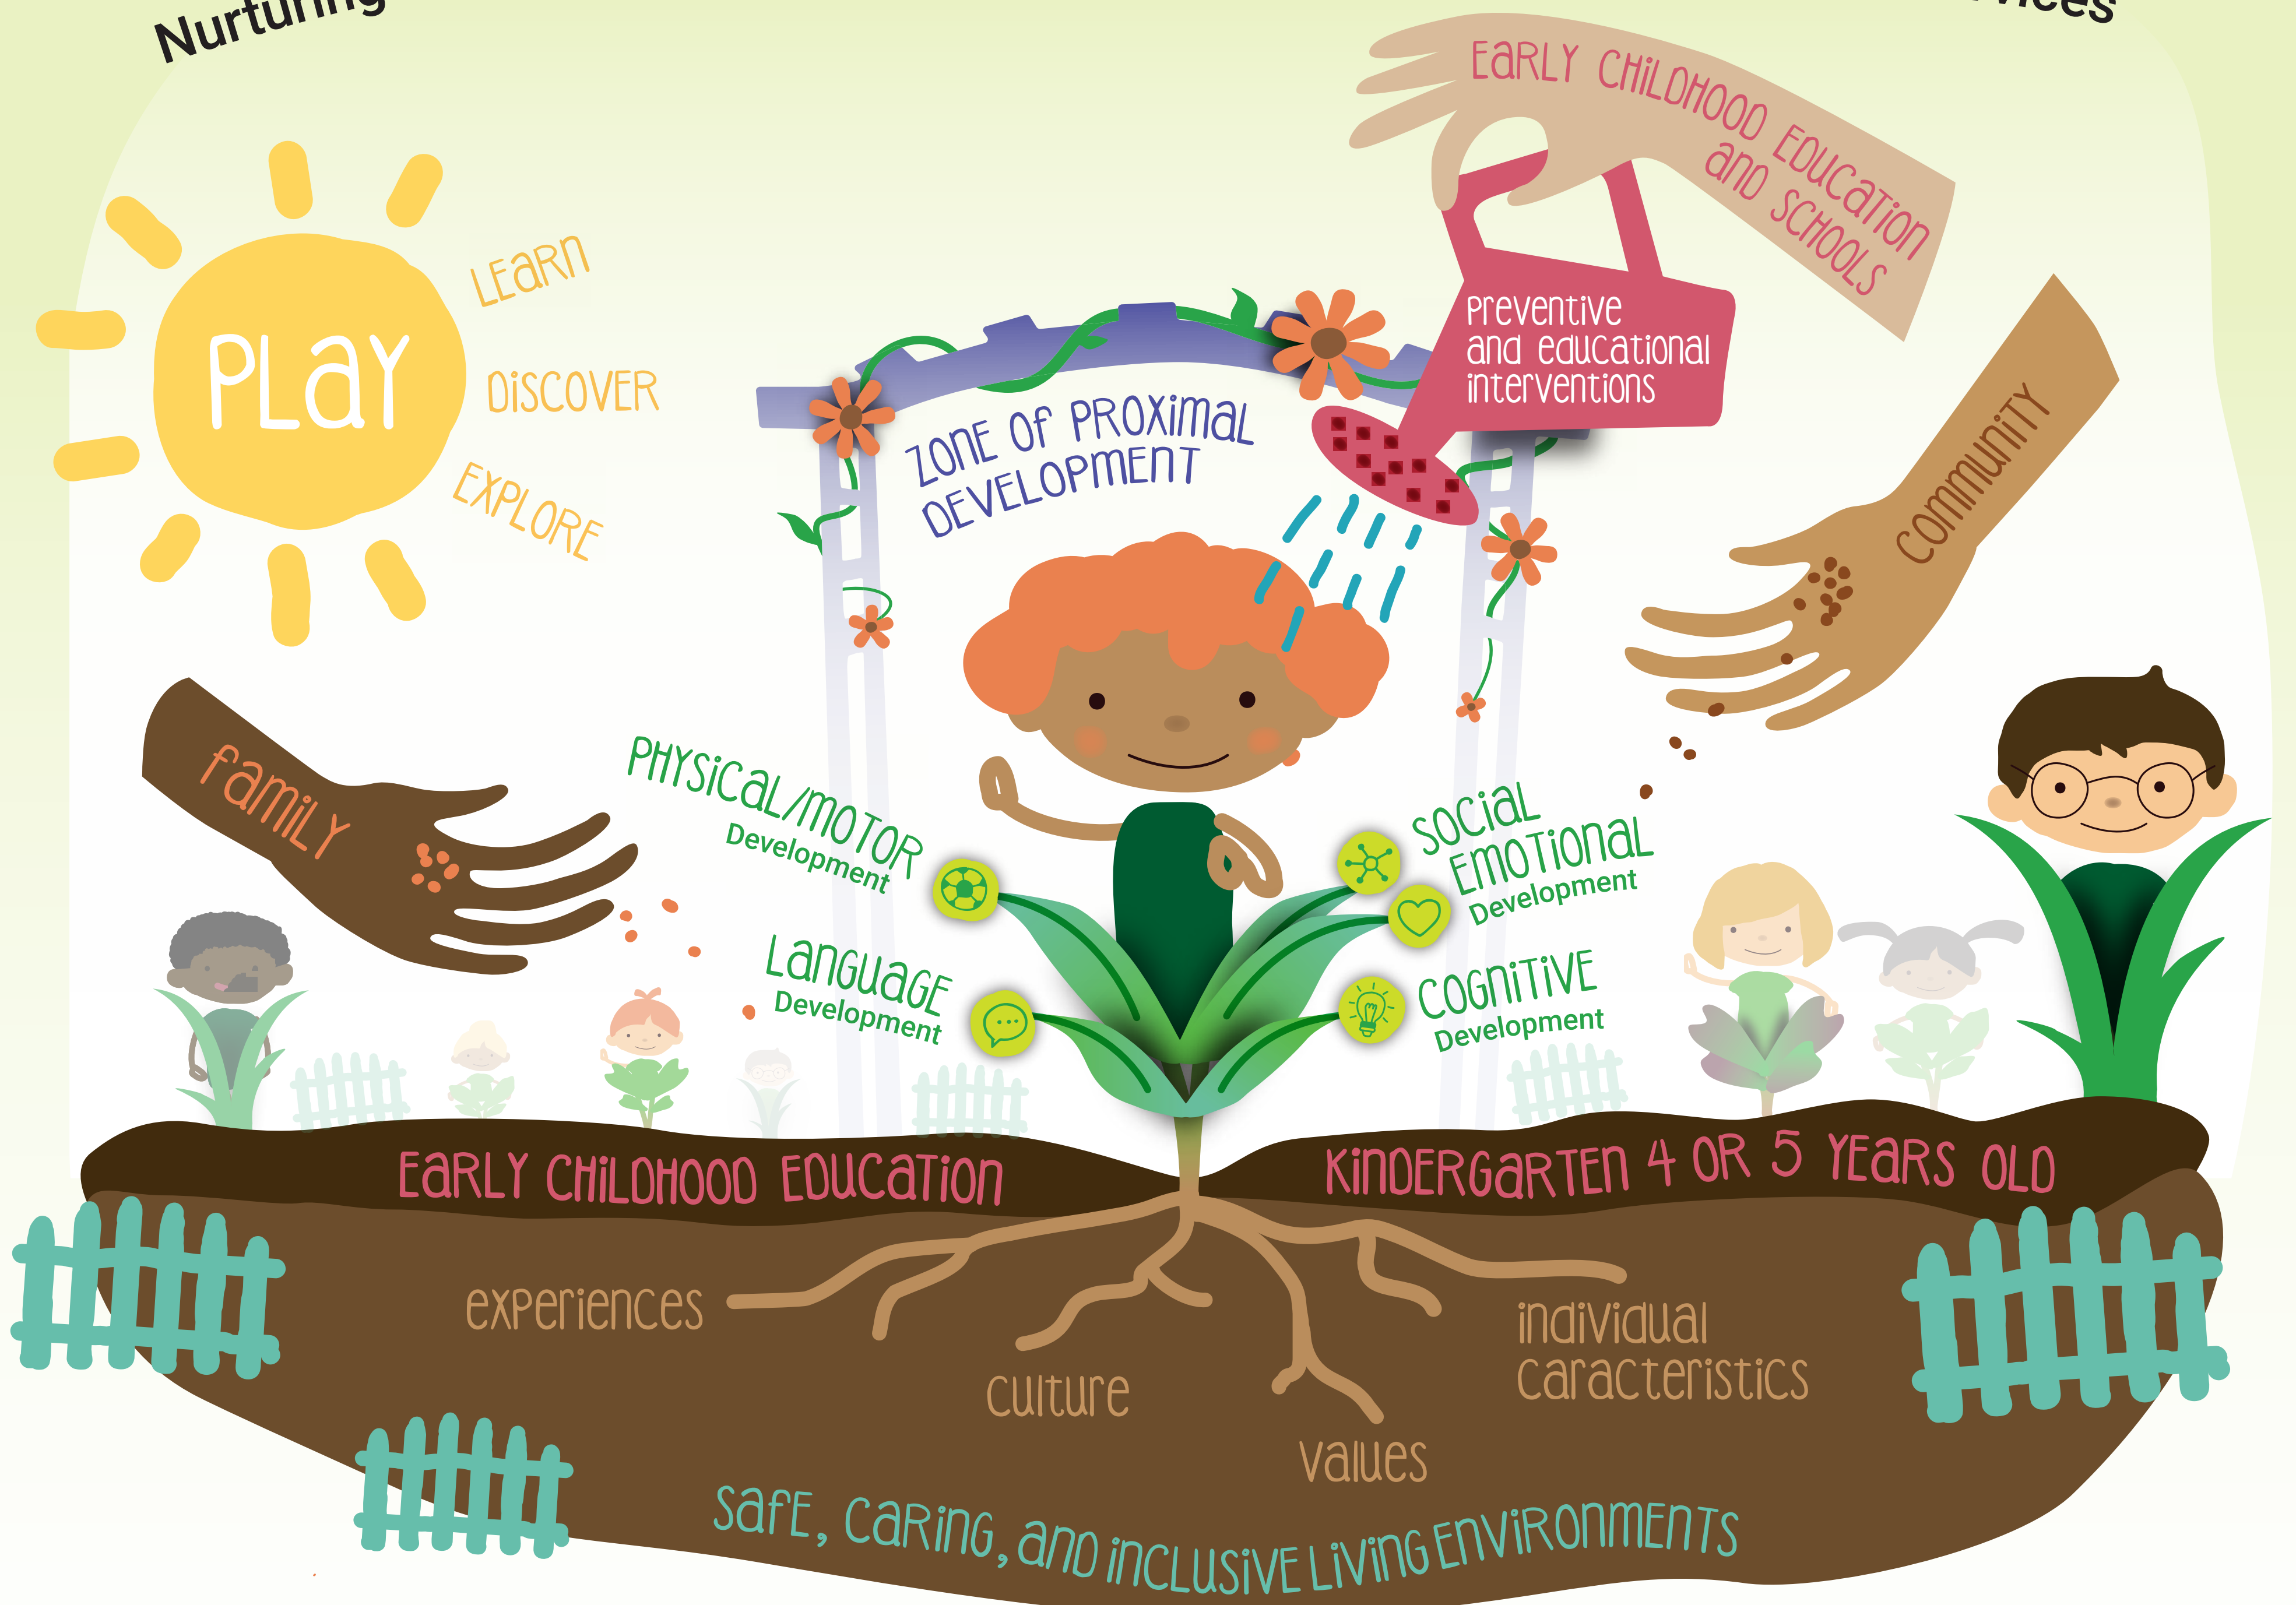 Nurturing
EARLY CHILDHOOD EDUCATION
and SCHOOLS
PLAY
LEARN
DISCOVER
EXPLORE
preventive
and educational
interventions
ZONE Of PROXimaL
DEVELOPMENT
COMMUNITY
famiLY
PHYSicaL/MOTOR
Development
SOCiaL
EMOTiOnaL
Development
LanGUAGE
Development
COGNiTiVE
Development
EARLY CHiLDHOOD EDUCATiOn
KINDERGaRTEN 4 OR 5 YEaRS OLD
experiences
individual
caracteristics
culture
values
SafE, CaRinG, anD inCLUSiVE LiVinG EnViROnMEnTS